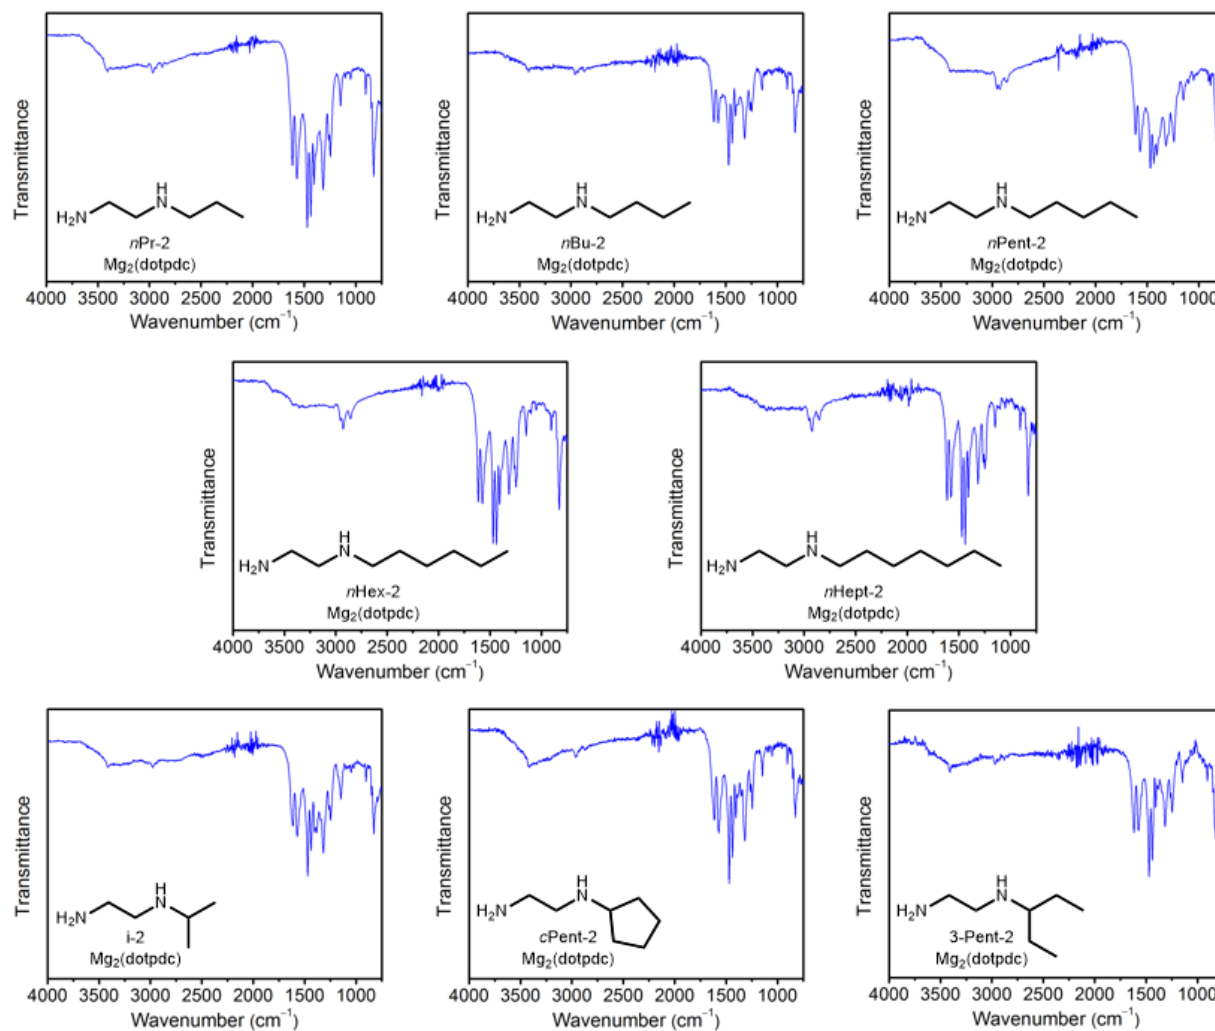 Transmittance
H
H₂N
N
nPr-2
Mg₂(dotpdc)
4000 3500 3000 2500 2000 1500 1000
Wavenumber (cm⁻¹)
Transmittance
H
H₂N
N
nBu-2
Mg₂(dotpdc)
4000 3500 3000 2500 2000 1500 1000
Wavenumber (cm⁻¹)
Transmittance
H
H₂N
N
nPent-2
Mg₂(dotpdc)
4000 3500 3000 2500 2000 1500 1000
Wavenumber (cm⁻¹)
Transmittance
H
H₂N
N
nHex-2
Mg₂(dotpdc)
4000 3500 3000 2500 2000 1500 1000
Wavenumber (cm⁻¹)
Transmittance
H
H₂N
N
nHept-2
Mg₂(dotpdc)
4000 3500 3000 2500 2000 1500 1000
Wavenumber (cm⁻¹)
Transmittance
H
H₂N
N
i-2
Mg₂(dotpdc)
4000 3500 3000 2500 2000 1500 1000
Wavenumber (cm⁻¹)
Transmittance
H
H₂N
N
cPent-2
Mg₂(dotpdc)
4000 3500 3000 2500 2000 1500 1000
Wavenumber (cm⁻¹)
Transmittance
H
H₂N
N
3-Pent-2
Mg₂(dotpdc)
4000 3500 3000 2500 2000 1500 1000
Wavenumber (cm⁻¹)